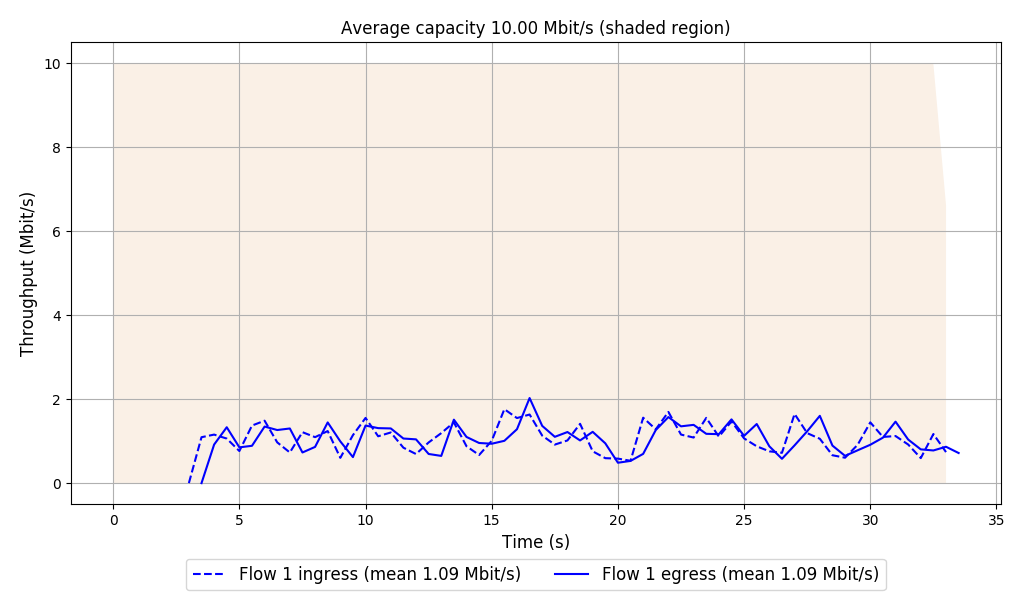 Average capacity 10.00 Mbit/s (shaded region)
Throughput (Mbit/s)
10
8
6
4
2
0
0 5 10 15 20 25 30 35
Time (s)
Flow 1 ingress (mean 1.09 Mbit/s) Flow 1 egress (mean 1.09 Mbit/s)